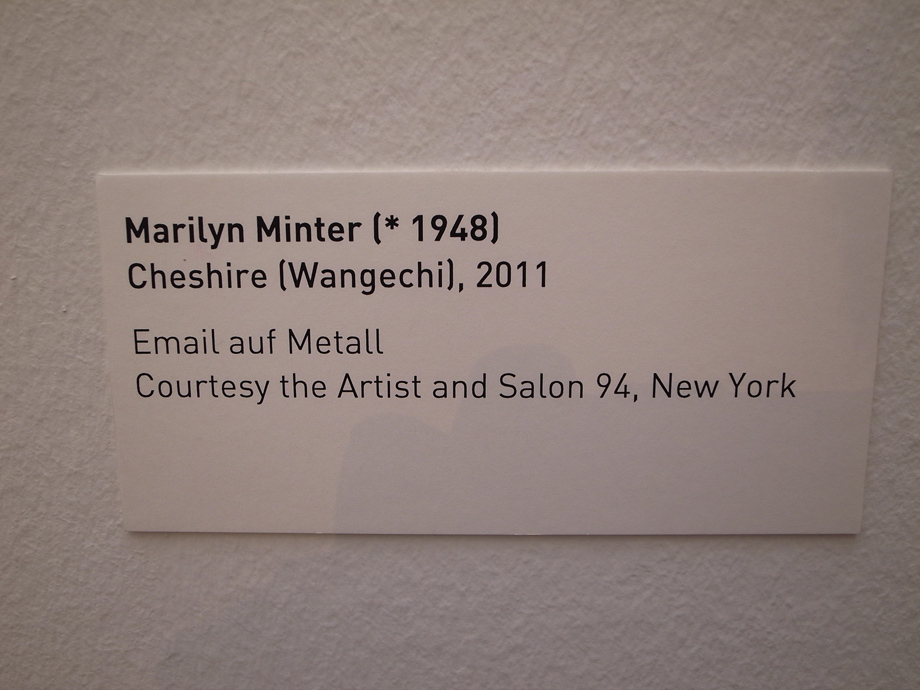 Marilyn Minter (* 1948)
Cheshire (Wangechi), 2011
Email auf Metall
Courtesy the Artist and Salon 94, New York